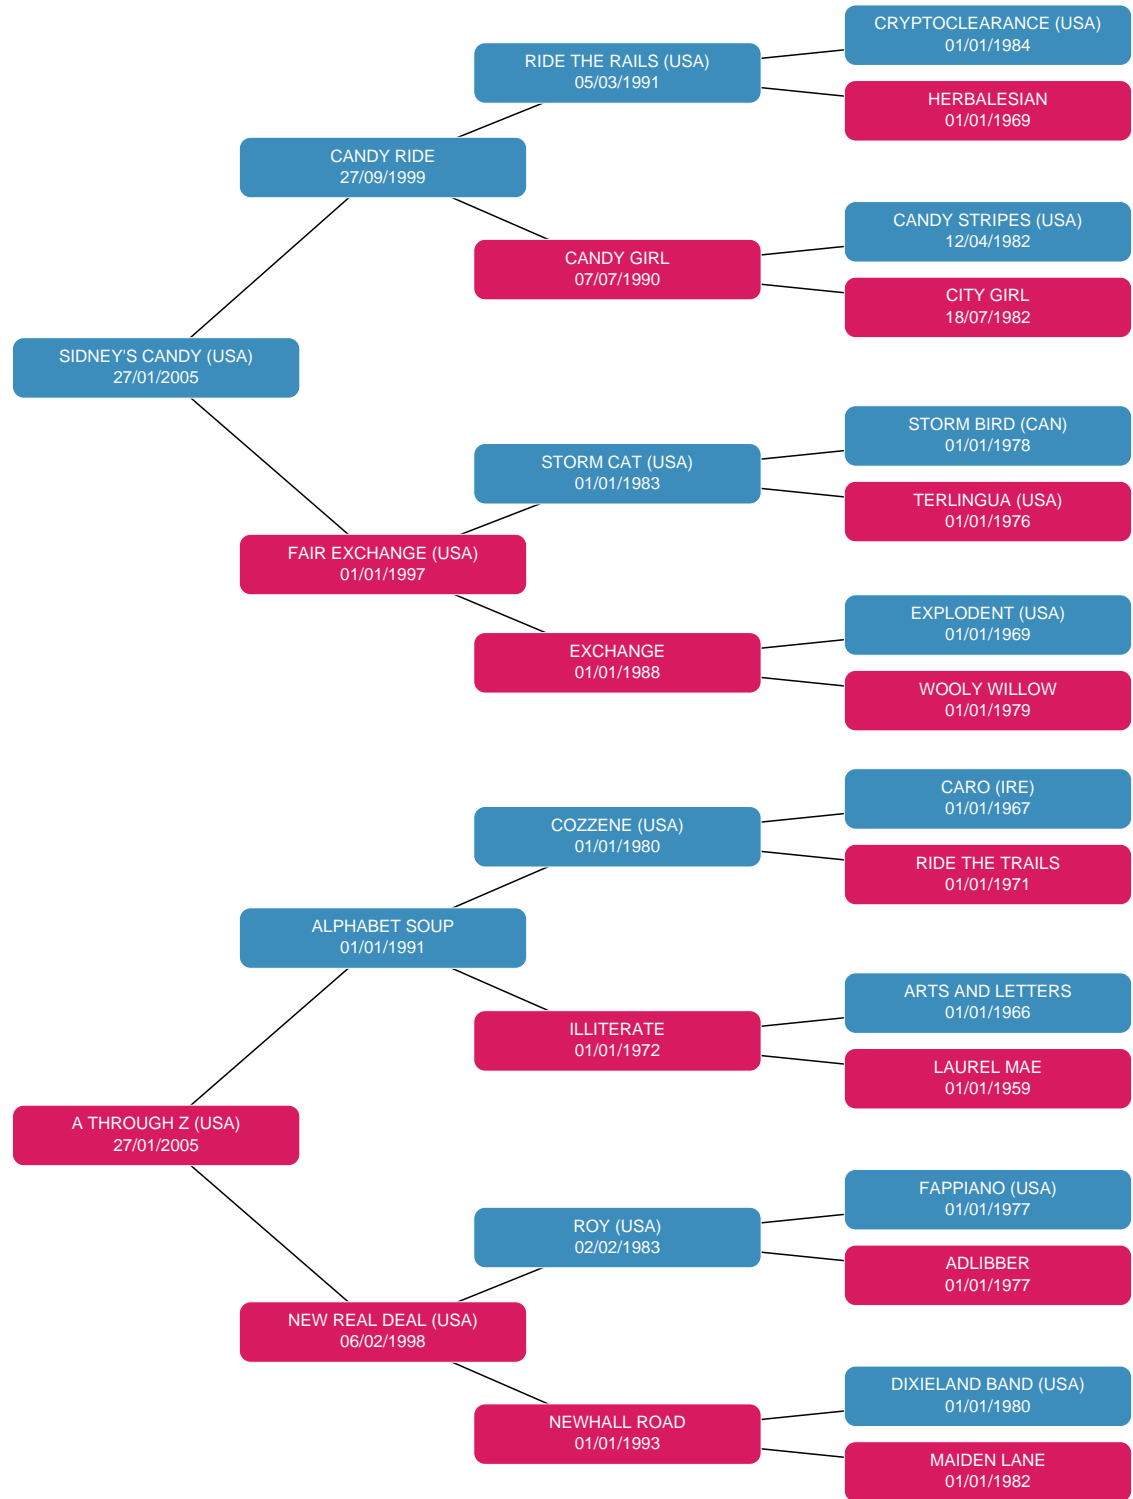 CRYPTOCLEARANCE (USA)
01/01/1984
RIDE THE RAILS (USA)
05/03/1991
HERBALESIAN
01/01/1969
CANDY RIDE
27/09/1999
CANDY STRIPES (USA)
12/04/1982
CANDY GIRL
07/07/1990
CITY GIRL
18/07/1982
SIDNEY'S CANDY (USA)
27/01/2005
STORM BIRD (CAN)
01/01/1978
STORM CAT (USA)
01/01/1983
TERLINGUA (USA)
01/01/1976
FAIR EXCHANGE (USA)
01/01/1997
EXPLODENT (USA)
01/01/1969
EXCHANGE
01/01/1988
WOOLY WILLOW
01/01/1979
CARO (IRE)
01/01/1967
COZZENE (USA)
01/01/1980
RIDE THE TRAILS
01/01/1971
ALPHABET SOUP
01/01/1991
ARTS AND LETTERS
01/01/1966
ILLITERATE
01/01/1972
LAUREL MAE
01/01/1959
A THROUGH Z (USA)
27/01/2005
FAPPIANO (USA)
01/01/1977
ROY (USA)
02/02/1983
ADLIBBER
01/01/1977
NEW REAL DEAL (USA)
06/02/1998
DIXIELAND BAND (USA)
01/01/1980
NEWHALL ROAD
01/01/1993
MAIDEN LANE
01/01/1982